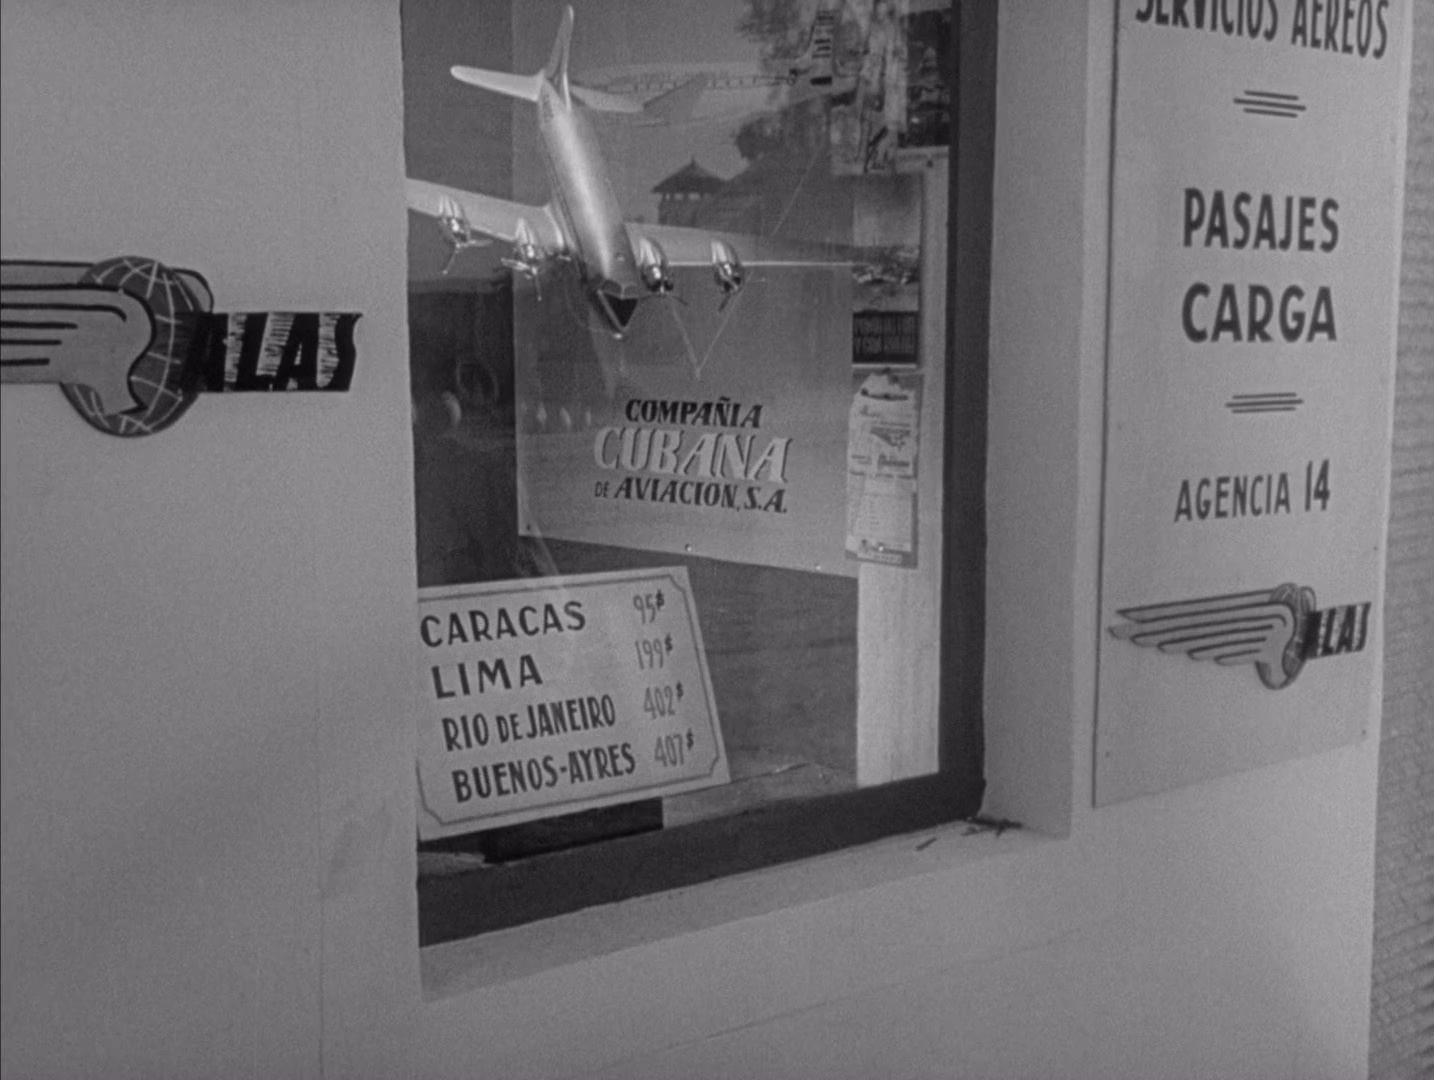 ALAS
COMPAÑIA
CUBANA
DE AVIACION, S.A.
CARACAS 95$
LIMA 199$
RIO DE JANEIRO 402$
BUENOS-AYRES 407$
SERVICIOS AEREOS
PASAJES
CARGA
AGENCIA 14
ALAS